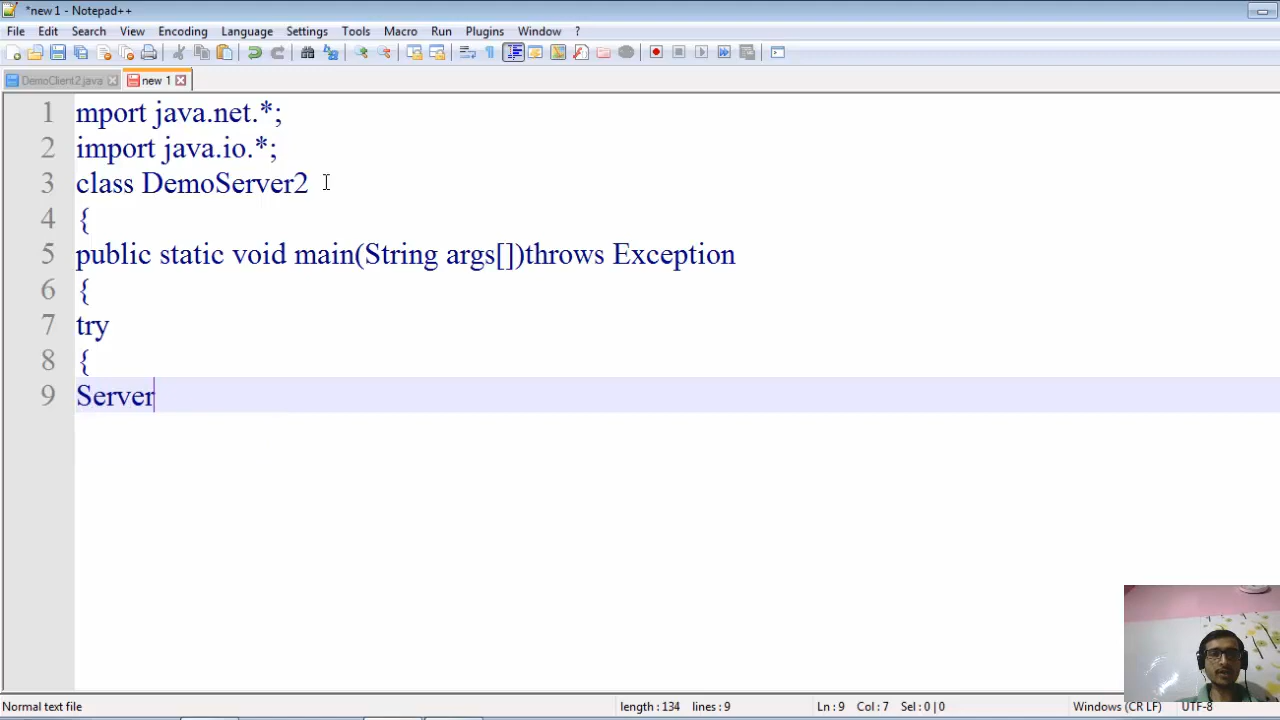 *new 1 - Notepad++
File Edit Search View Encoding Language Settings Tools Macro Run Plugins Window ?
DemoClient2.java new 1
1 mport java.net.*;
2 import java.io.*;
3 class DemoServer2
4 {
5 public static void main(String args[])throws Exception
6 {
7 try
8 {
9 Server
Normal text file length : 134 lines : 9 Ln : 9 Col : 7 Sel : 0 | 0 Windows (CR LF) UTF-8